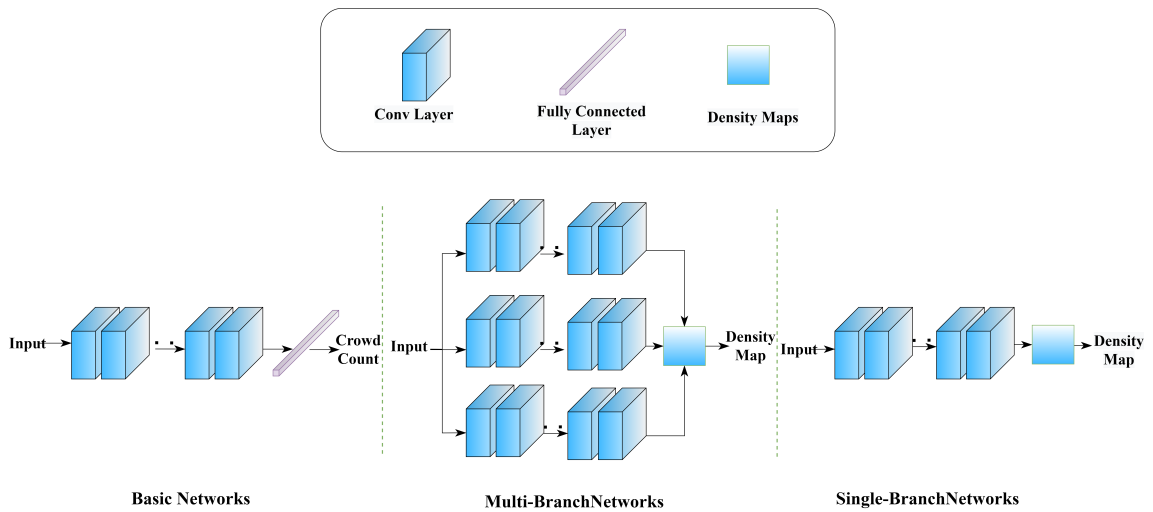 Conv Layer
Fully Connected
Layer
Density Maps
Input
Crowd
Count
Input
Density
Map
Input
Density
Map
Basic Networks
Multi-BranchNetworks
Single-BranchNetworks